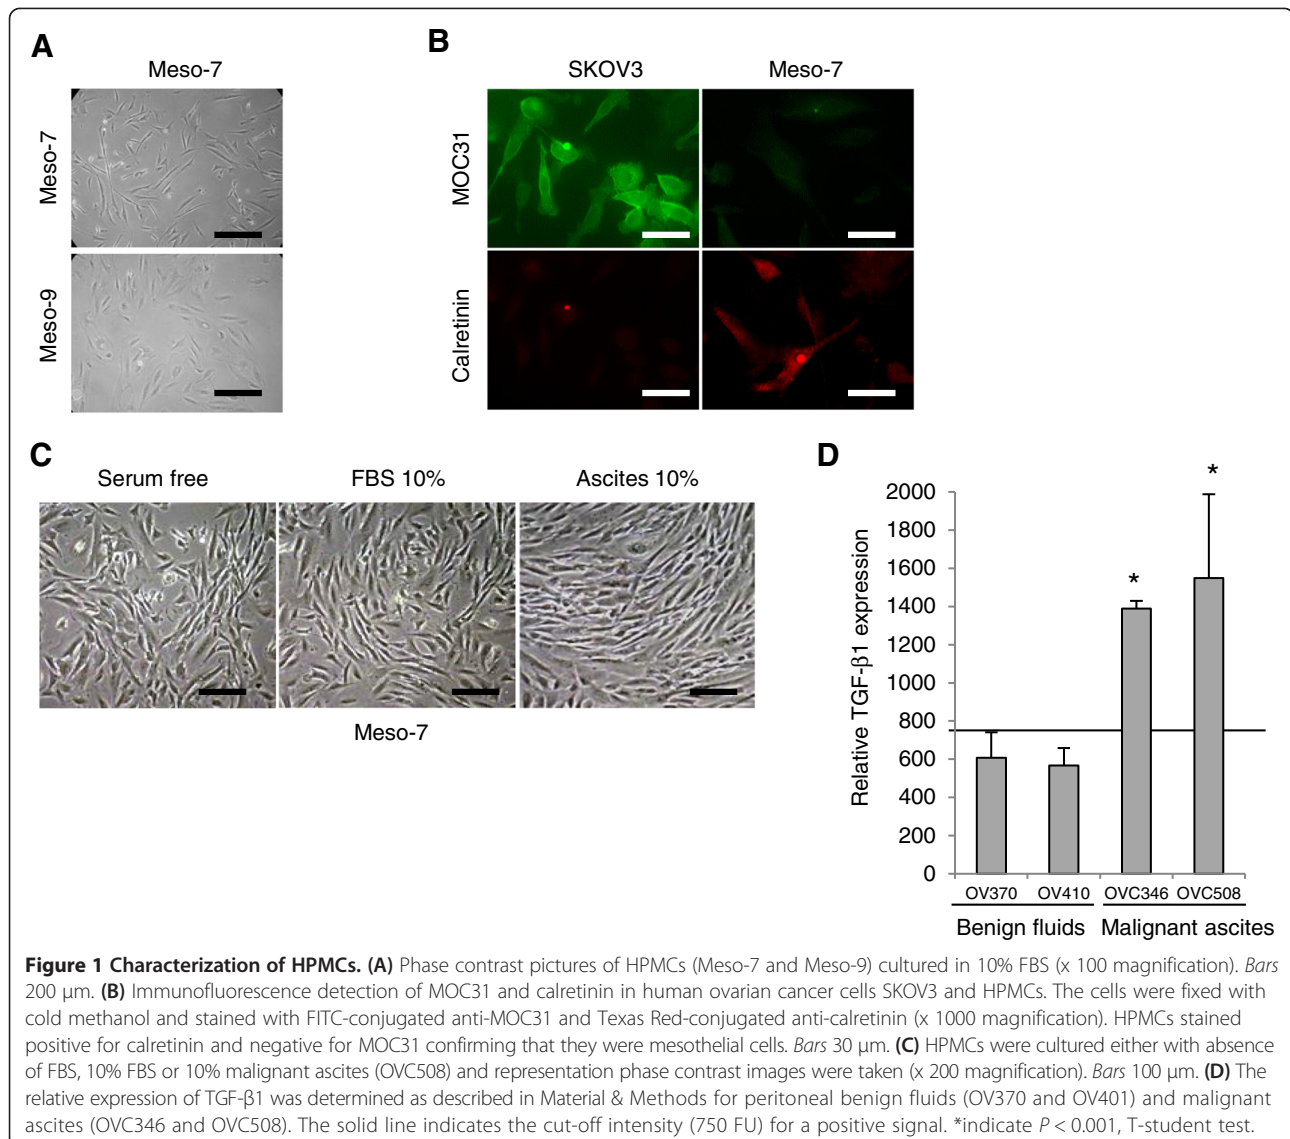 A
Meso-7
Meso-7
Meso-9
B
SKOV3 Meso-7
MOC31
Calretinin
C
Serum free FBS 10% Ascites 10%
Meso-7
D
Relative TGF-β1 expression
2000
1800
1600
1400
1200
1000
800
600
400
200
0
*
*
OV370 OV410 OVC346 OVC508
Benign fluids Malignant ascites
Figure 1 Characterization of HPMCs. (A) Phase contrast pictures of HPMCs (Meso-7 and Meso-9) cultured in 10% FBS (x 100 magnification). Bars
200 μm. (B) Immunofluorescence detection of MOC31 and calretinin in human ovarian cancer cells SKOV3 and HPMCs. The cells were fixed with
cold methanol and stained with FITC-conjugated anti-MOC31 and Texas Red-conjugated anti-calretinin (x 1000 magnification). HPMCs stained
positive for calretinin and negative for MOC31 confirming that they were mesothelial cells. Bars 30 μm. (C) HPMCs were cultured either with absence
of FBS, 10% FBS or 10% malignant ascites (OVC508) and representation phase contrast images were taken (x 200 magnification). Bars 100 μm. (D) The
relative expression of TGF-β1 was determined as described in Material & Methods for peritoneal benign fluids (OV370 and OV401) and malignant
ascites (OVC346 and OVC508). The solid line indicates the cut-off intensity (750 FU) for a positive signal. *indicate P < 0.001, T-student test.